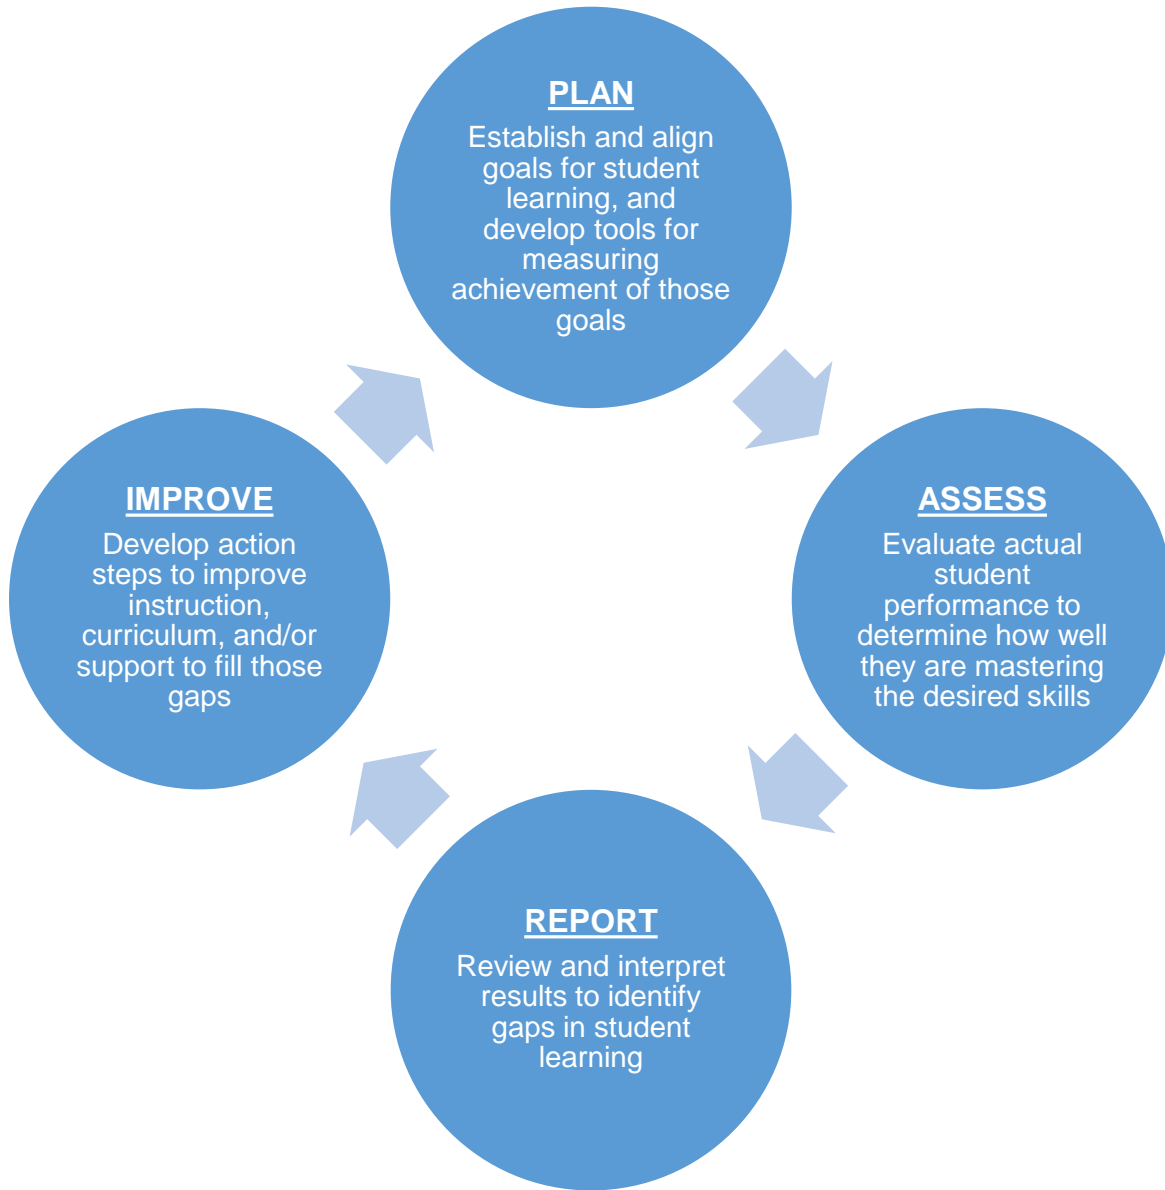 PLAN
Establish and align
goals for student
learning, and
develop tools for
measuring
achievement of those
goals
ASSESS
Evaluate actual
student
performance to
determine how well
they are mastering
the desired skills
REPORT
Review and interpret
results to identify
gaps in student
learning
IMPROVE
Develop action
steps to improve
instruction,
curriculum, and/or
support to fill those
gaps